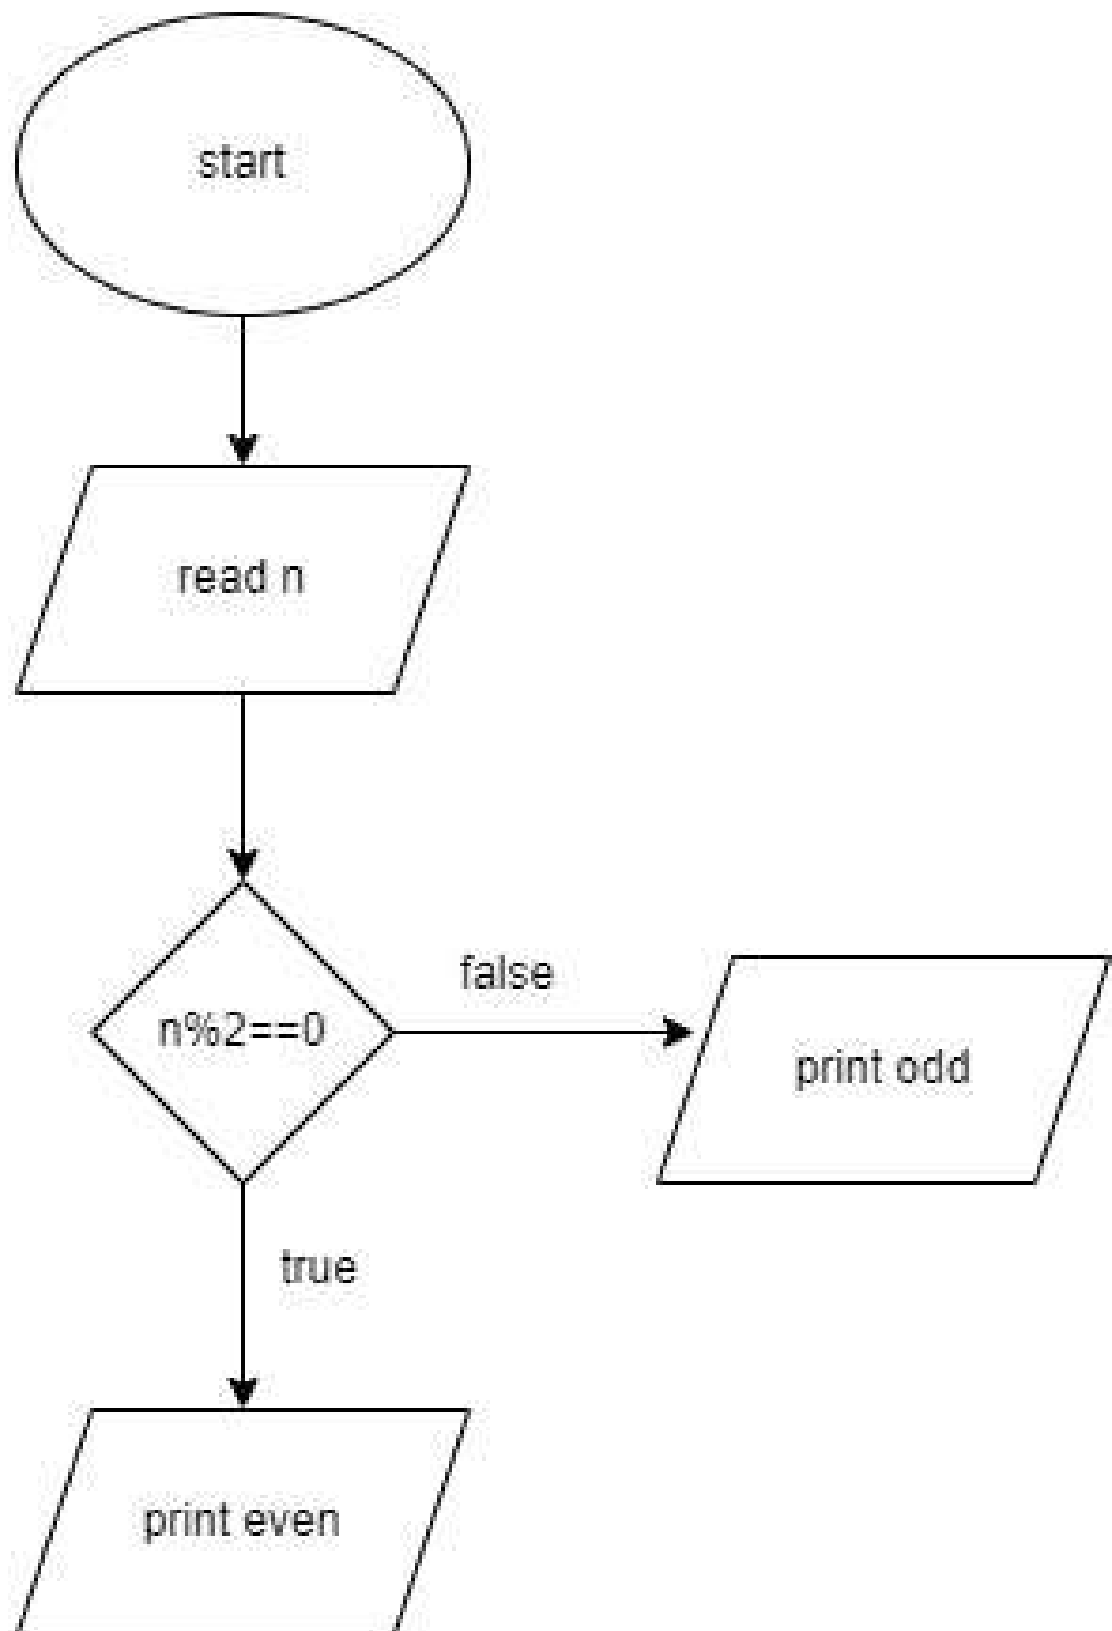 start
read n
n%2==0
false
print odd
true
print even